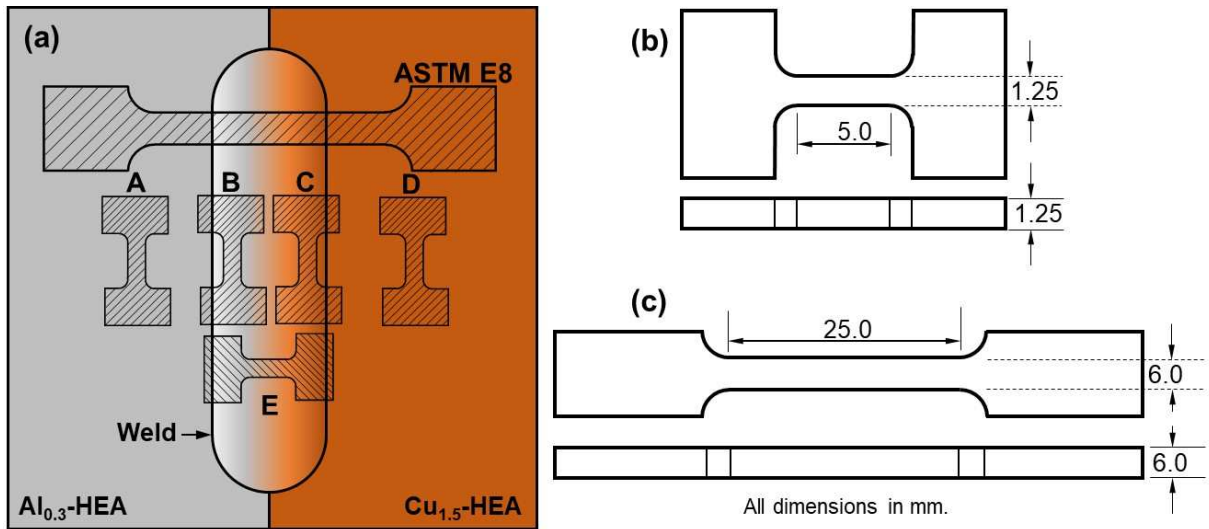 (a)
ASTM E8
A
B
C
D
E
Weld
Al₀.₃-HEA
Cu₁.₅-HEA
(b)
1.25
5.0
1.25
(c)
25.0
6.0
6.0
All dimensions in mm.